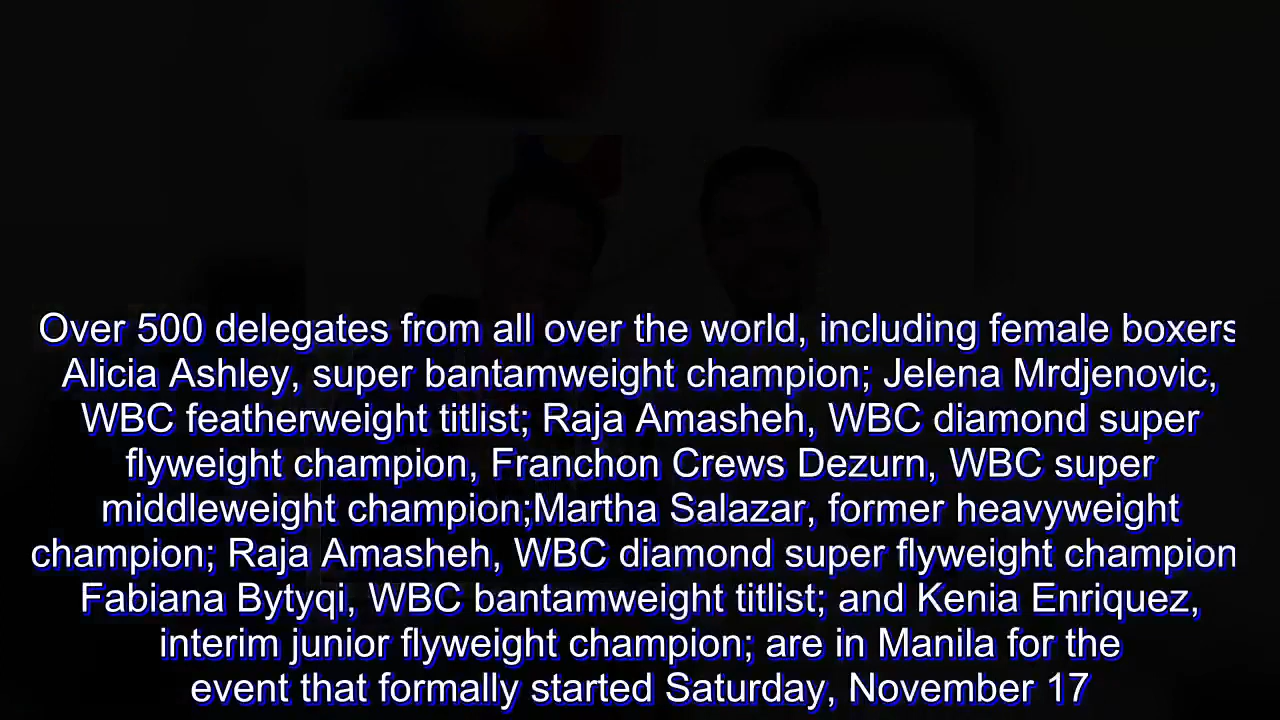 Over 500 delegates from all over the world, including female boxers
Alicia Ashley, super bantamweight champion; Jelena Mrdjenovic,
WBC featherweight titlist; Raja Amasheh, WBC diamond super
flyweight champion, Franchon Crews Dezurn, WBC super
middleweight champion;Martha Salazar, former heavyweight
champion; Raja Amasheh, WBC diamond super flyweight champion
Fabiana Bytyqi, WBC bantamweight titlist; and Kenia Enriquez,
interim junior flyweight champion; are in Manila for the
event that formally started Saturday, November 17